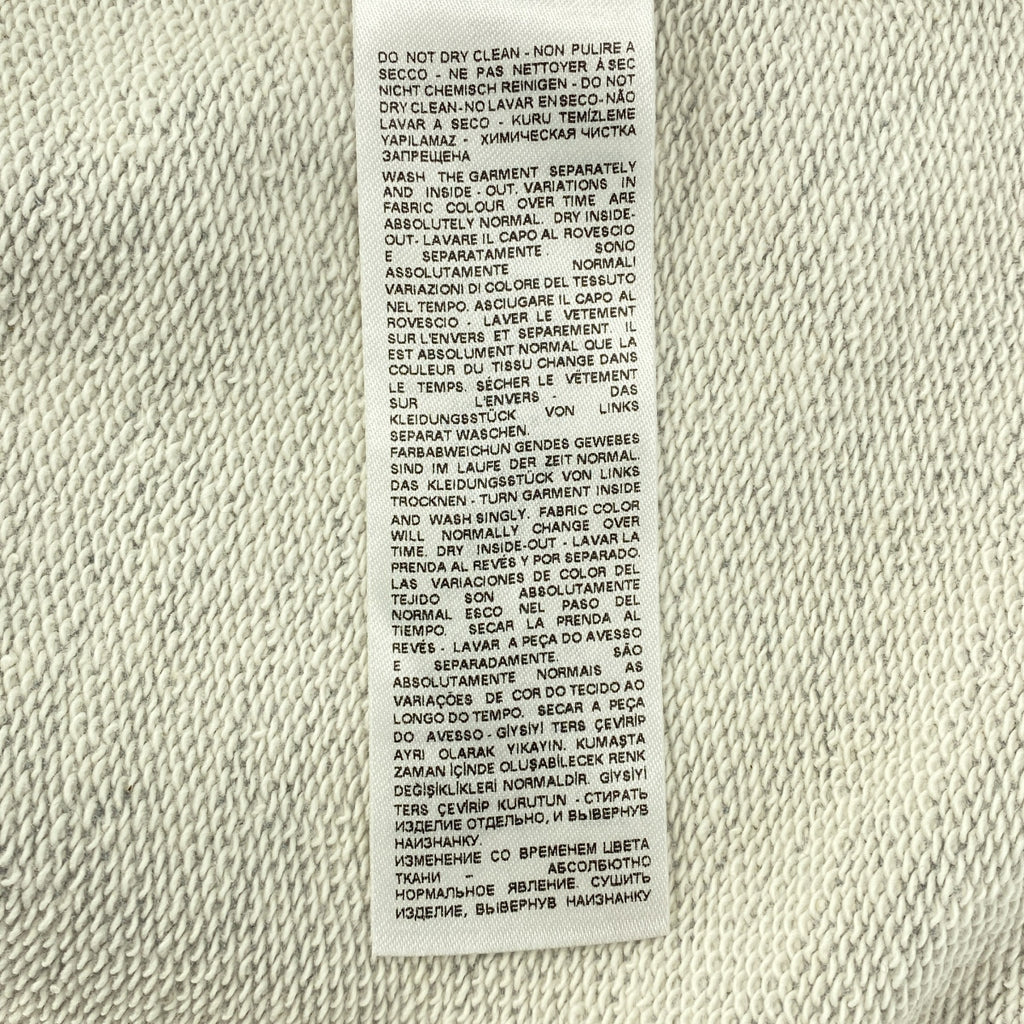 DO NOT DRY CLEAN - NON PULIRE A
SECCO - NE PAS NETTOYER À SEC
NICHT CHEMISCH REINIGEN - DO NOT
DRY CLEAN-NO LAVAR EN SECO-NÃO
LAVAR A SECO - KURU TEMİZLEME
YAPILAMAZ - ХИМИЧЕСКАЯ ЧИСТКА
ЗАПРЕЩЕНА
WASH THE GARMENT SEPARATELY
AND INSIDE - OUT. VARIATIONS IN
FABRIC COLOUR OVER TIME ARE
ABSOLUTELY NORMAL. DRY INSIDE-
OUT- LAVARE IL CAPO AL ROVESCIO
E SEPARATAMENTE. SONO
ASSOLUTAMENTE NORMALI
VARIAZIONI DI COLORE DEL TESSUTO
NEL TEMPO. ASCIUGARE IL CAPO AL
ROVESCIO - LAVER LE VETEMENT
SUR L'ENVERS ET SEPAREMENT. IL
EST ABSOLUMENT NORMAL QUE LA
COULEUR DU TISSU CHANGE DANS
LE TEMPS. SÉCHER LE VÊTEMENT
SUR L'ENVERS - DAS
KLEIDUNGSSTÜCK VON LINKS
SEPARAT WASCHEN.
FARBABWEICHUN GENDES GEWEBES
SIND IM LAUFE DER ZEIT NORMAL.
DAS KLEIDUNGSSTÜCK VON LINKS
TROCKNEN - TURN GARMENT INSIDE
AND WASH SINGLY. FABRIC COLOR
WILL NORMALLY CHANGE OVER
TIME. DRY INSIDE-OUT - LAVAR LA
PRENDA AL REVÉS Y POR SEPARADO.
LAS VARIACIONES DE COLOR DEL
TEJIDO SON ABSOLUTAMENTE
NORMAL ESCO NEL PASO DEL
TIEMPO. SECAR LA PRENDA AL
REVÉS - LAVAR A PEÇA DO AVESSO
E SEPARADAMENTE. SÃO
ABSOLUTAMENTE NORMAIS AS
VARIAÇÕES DE COR DO TECIDO AO
LONGO DO TEMPO. SECAR A PEÇA
DO AVESSO - GİYSİYİ TERS ÇEVİRİP
AYRI OLARAK YIKAYIN. KUMAŞTA
ZAMAN İÇİNDE OLUŞABİLECEK RENK
DEĞİŞİKLİKLERİ NORMALDİR. GİYSİYİ
TERS ÇEVİRİP KURUTUN - СТИРАТЬ
ИЗДЕЛИЕ ОТДЕЛЬНО, И ВЫВЕРНУВ
НАИЗНАНКУ.
ИЗМЕНЕНИЕ СО ВРЕМЕНЕМ ЦВЕТА
ТКАНИ – АБСОЛБЮТНО
НОРМАЛЬНОЕ ЯВЛЕНИЕ. СУШИТЬ
ИЗДЕЛИЕ, ВЫВЕРНУВ НАИЗНАНКУ